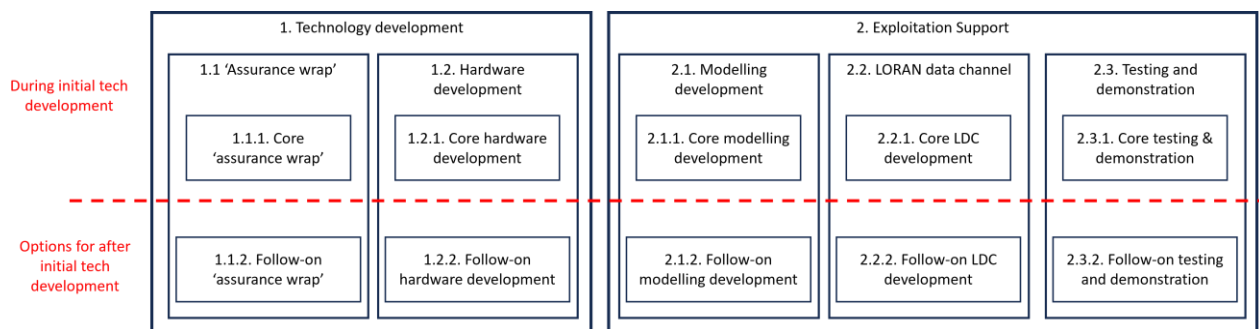 1. Technology development
2. Exploitation Support
During initial tech
development
1.1 ‘Assurance wrap’
1.2. Hardware
development
2.1. Modelling
development
2.2. LORAN data channel
2.3. Testing and
demonstration
1.1.1. Core
‘assurance wrap’
1.2.1. Core hardware
development
2.1.1. Core modelling
development
2.2.1. Core LDC
development
2.3.1. Core testing &
demonstration
Options for after
initial tech
development
1.1.2. Follow-on
‘assurance wrap’
1.2.2. Follow-on
hardware development
2.1.2. Follow-on
modelling development
2.2.2. Follow-on LDC
development
2.3.2. Follow-on testing
and demonstration